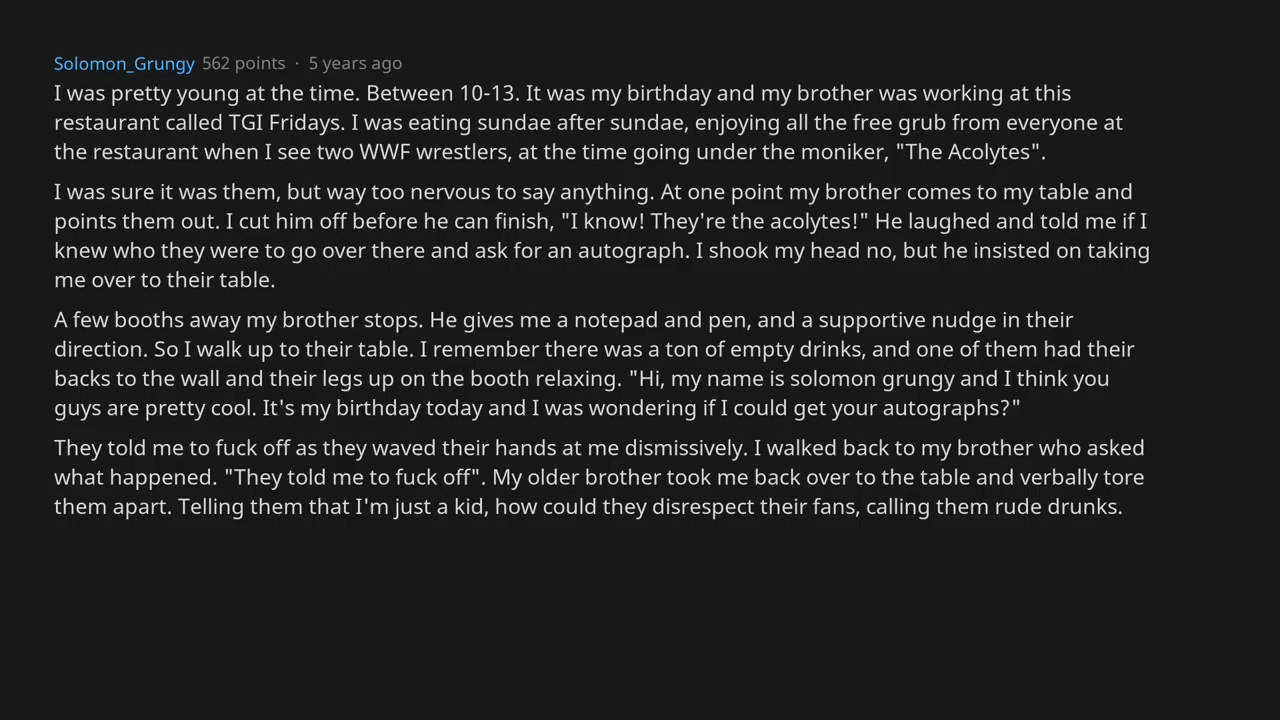 Solomon_Grungy 562 points · 5 years ago
I was pretty young at the time. Between 10-13. It was my birthday and my brother was working at this
restaurant called TGI Fridays. I was eating sundae after sundae, enjoying all the free grub from everyone at
the restaurant when I see two WWF wrestlers, at the time going under the moniker, "The Acolytes".
I was sure it was them, but way too nervous to say anything. At one point my brother comes to my table and
points them out. I cut him off before he can finish, "I know! They're the acolytes!" He laughed and told me if I
knew who they were to go over there and ask for an autograph. I shook my head no, but he insisted on taking
me over to their table.
A few booths away my brother stops. He gives me a notepad and pen, and a supportive nudge in their
direction. So I walk up to their table. I remember there was a ton of empty drinks, and one of them had their
backs to the wall and their legs up on the booth relaxing. "Hi, my name is solomon grungy and I think you
guys are pretty cool. It's my birthday today and I was wondering if I could get your autographs?"
They told me to fuck off as they waved their hands at me dismissively. I walked back to my brother who asked
what happened. "They told me to fuck off". My older brother took me back over to the table and verbally tore
them apart. Telling them that I'm just a kid, how could they disrespect their fans, calling them rude drunks.